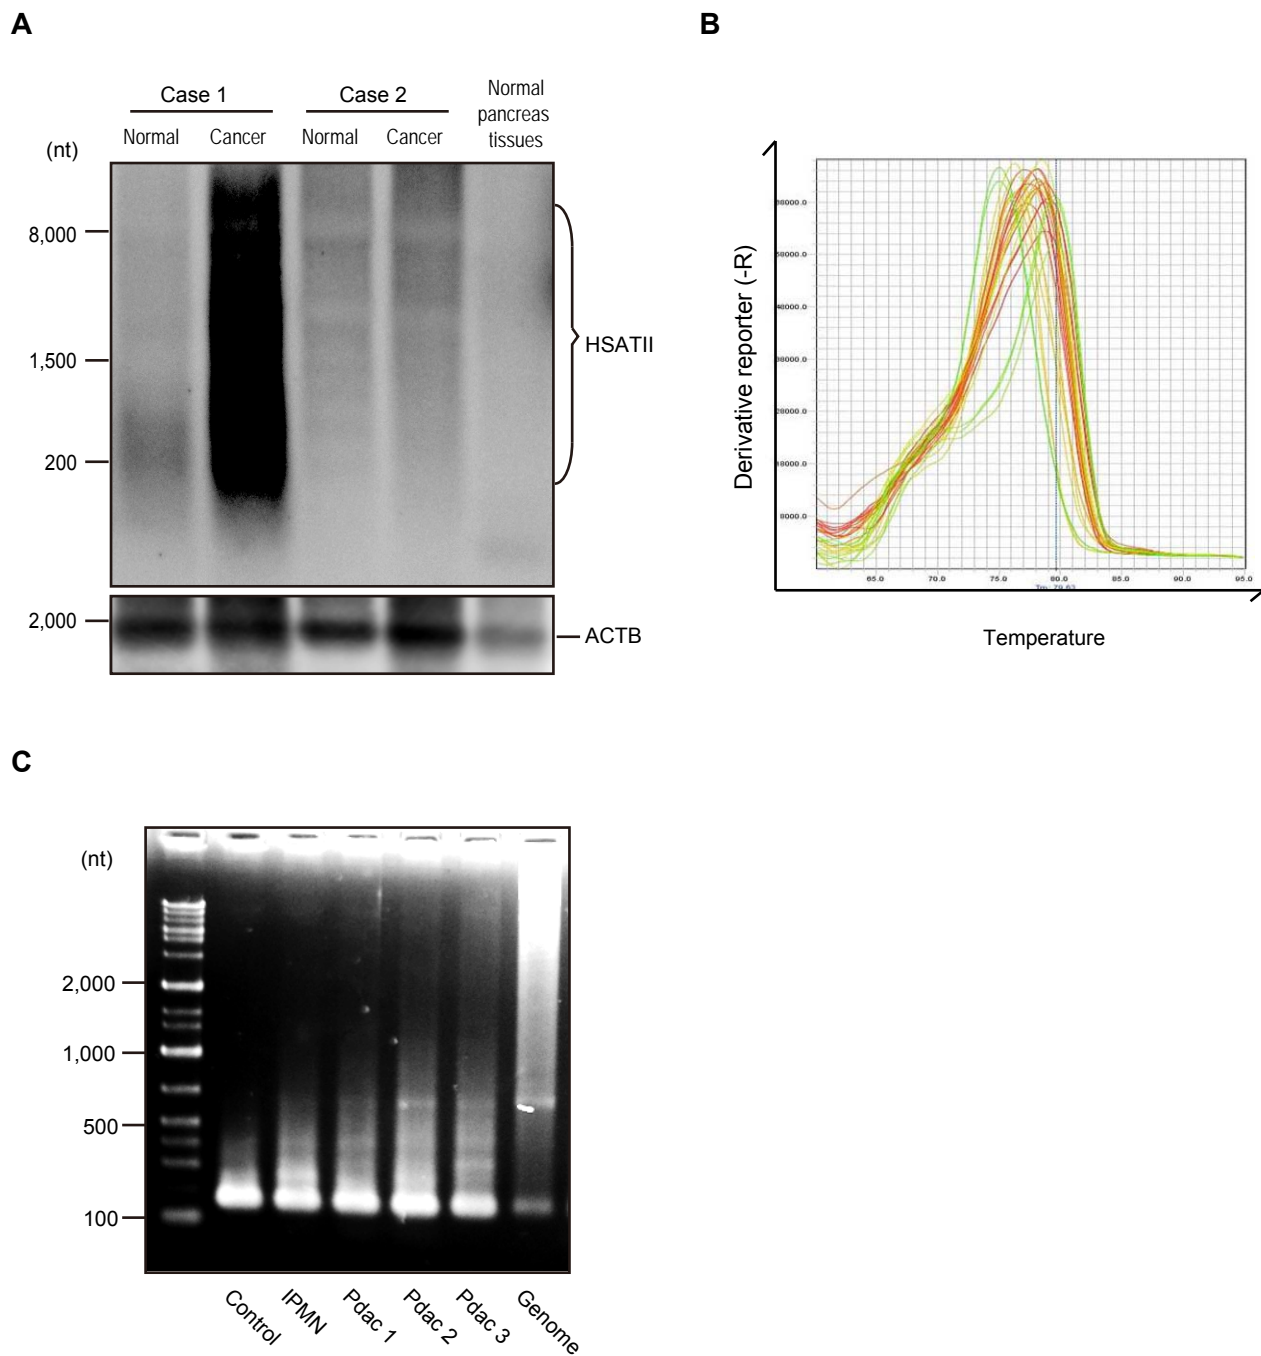 A
B
Case 1
Case 2
Normal
pancreas
tissues
Normal
Cancer
Normal
Cancer
(nt)
8,000
1,500
200
HSATII
2,000
ACTB
Derivative reporter (-R)
8000.0
65.0
70.0
75.0
80.0
85.0
90.0
95.0
Temperature
C
(nt)
2,000
1,000
500
100
Control
IPMN
Pdac 1
Pdac 2
Pdac 3
Genome